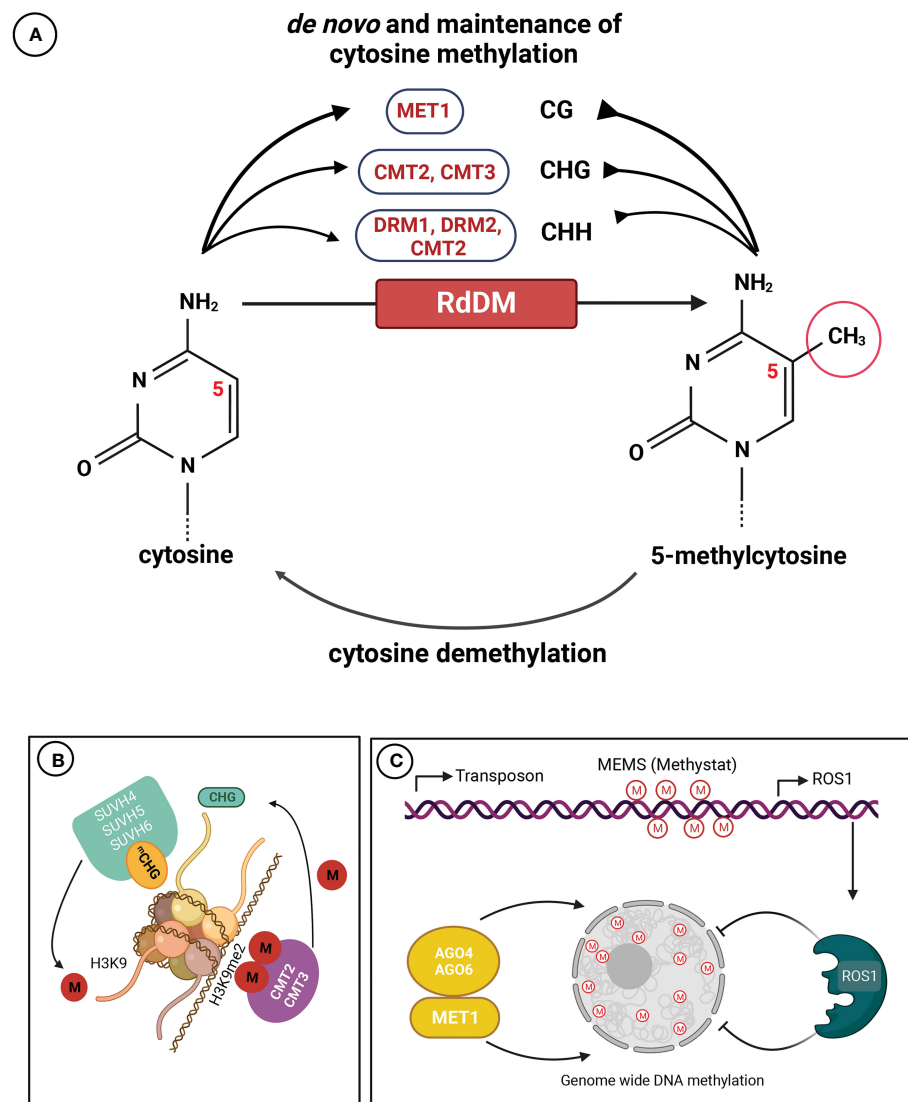 A
de novo and maintenance of
cytosine methylation
MET1
CG
CMT2, CMT3
CHG
DRM1, DRM2,
CMT2
CHH
NH₂
RdDM
NH₂
CH₃
N
5
N
5
O
N
O
N
cytosine
5-methylcytosine
cytosine demethylation
B
SUVH4
SUVH5
SUVH6
mCHG
CHG
M
H3K9
M
H3K9me2
M
M
CMT2
CMT3
C
Transposon
MEMS (Methystat)
ROS1
M M M
M M M
AGO4
AGO6
MET1
M
M
M
M
M
M
M
M
M
M
M
M
ROS1
Genome wide DNA methylation